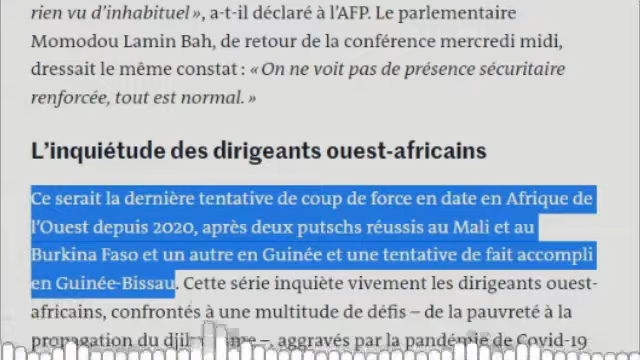 rien vu d’inhabituel », a-t-il déclaré à l’AFP. Le parlementaire
Momodou Lamin Bah, de retour de la conférence mercredi midi,
dressait le même constat : « On ne voit pas de présence sécuritaire
renforcée, tout est normal. »
L’inquiétude des dirigeants ouest-africains
Ce serait la dernière tentative de coup de force en date en Afrique de
l’Ouest depuis 2020, après deux putschs réussis au Mali et au
Burkina Faso et un autre en Guinée et une tentative de fait accompli
en Guinée-Bissau. Cette série inquiète vivement les dirigeants ouest-
africains, confrontés à une multitude de défis – de la pauvreté à la
propagation du –, aggravés par la pandémie de Covid-19